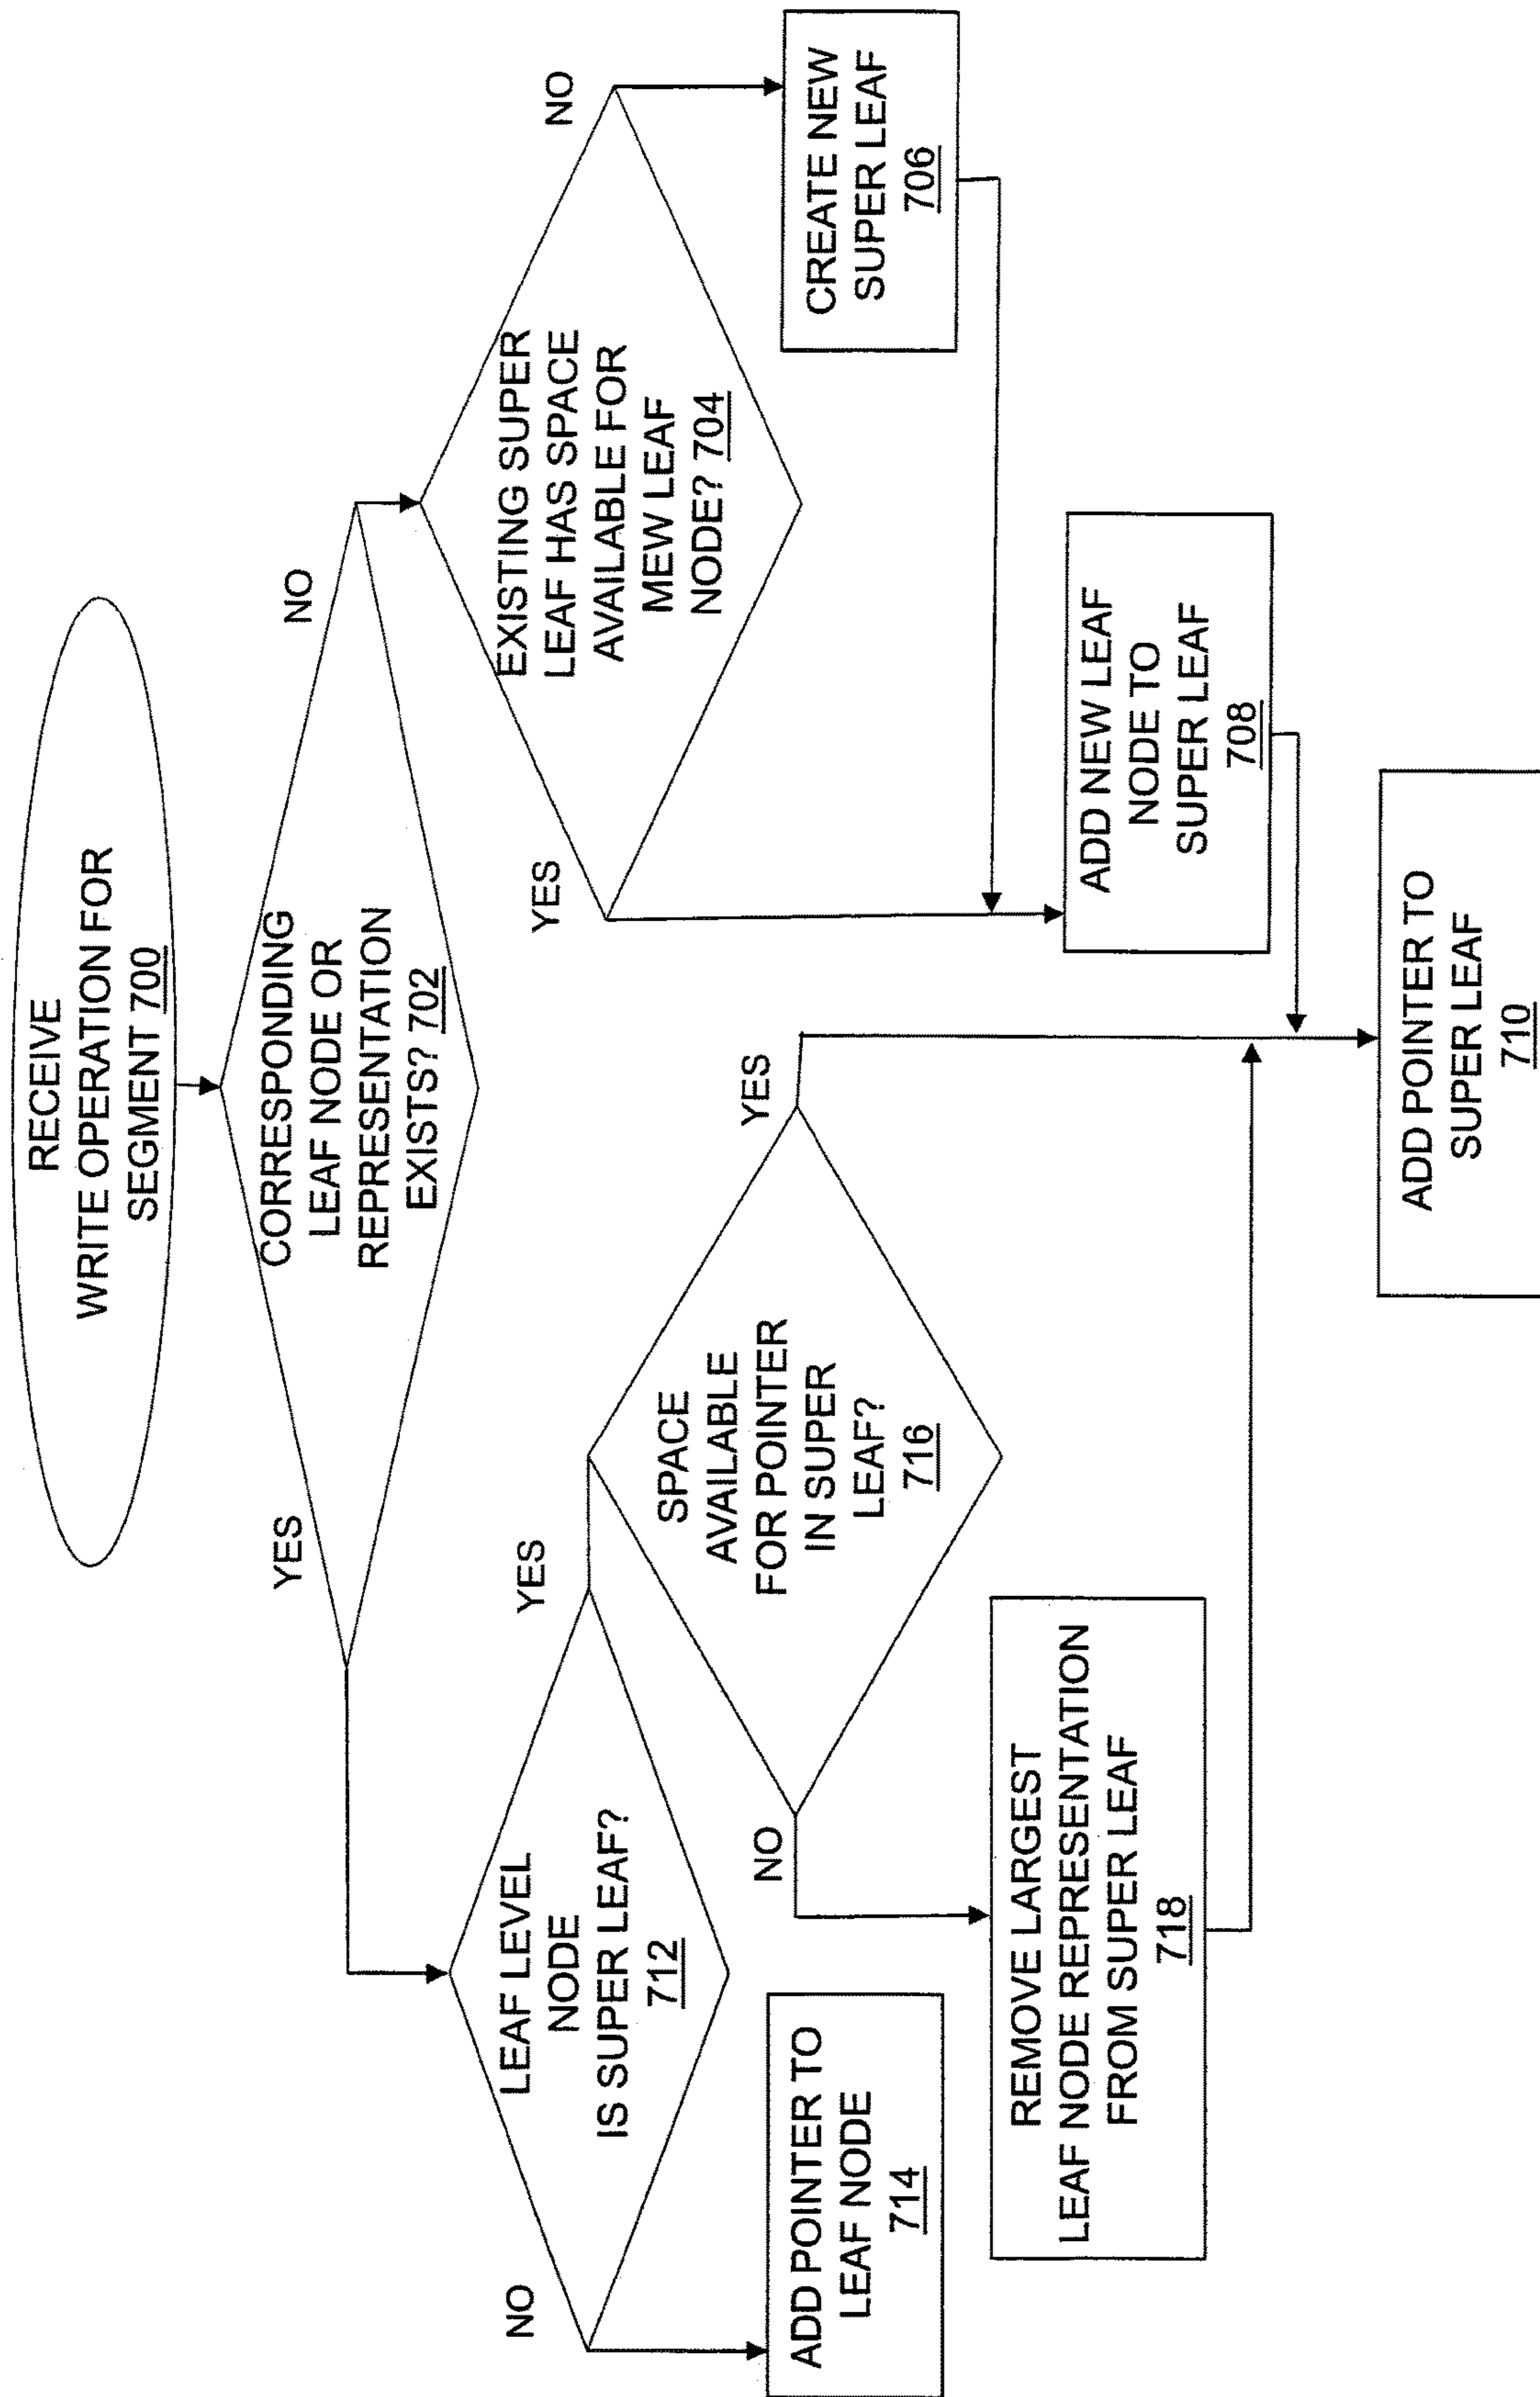 RECEIVE
WRITE OPERATION FOR
SEGMENT 700
CORRESPONDING
LEAF NODE OR
REPRESENTATION
EXISTS? 702
YES
NO
LEAF LEVEL
NODE
IS SUPER LEAF?
712
NO
YES
EXISTING SUPER
LEAF HAS SPACE
AVAILABLE FOR
MEW LEAF
NODE? 704
YES
NO
SPACE
AVAILABLE
FOR POINTER
IN SUPER
LEAF?
716
NO
YES
ADD POINTER TO
LEAF NODE
714
CREATE NEW
SUPER LEAF
706
REMOVE LARGEST
LEAF NODE REPRESENTATION
FROM SUPER LEAF
718
ADD NEW LEAF
NODE TO
SUPER LEAF
708
ADD POINTER TO
SUPER LEAF
710